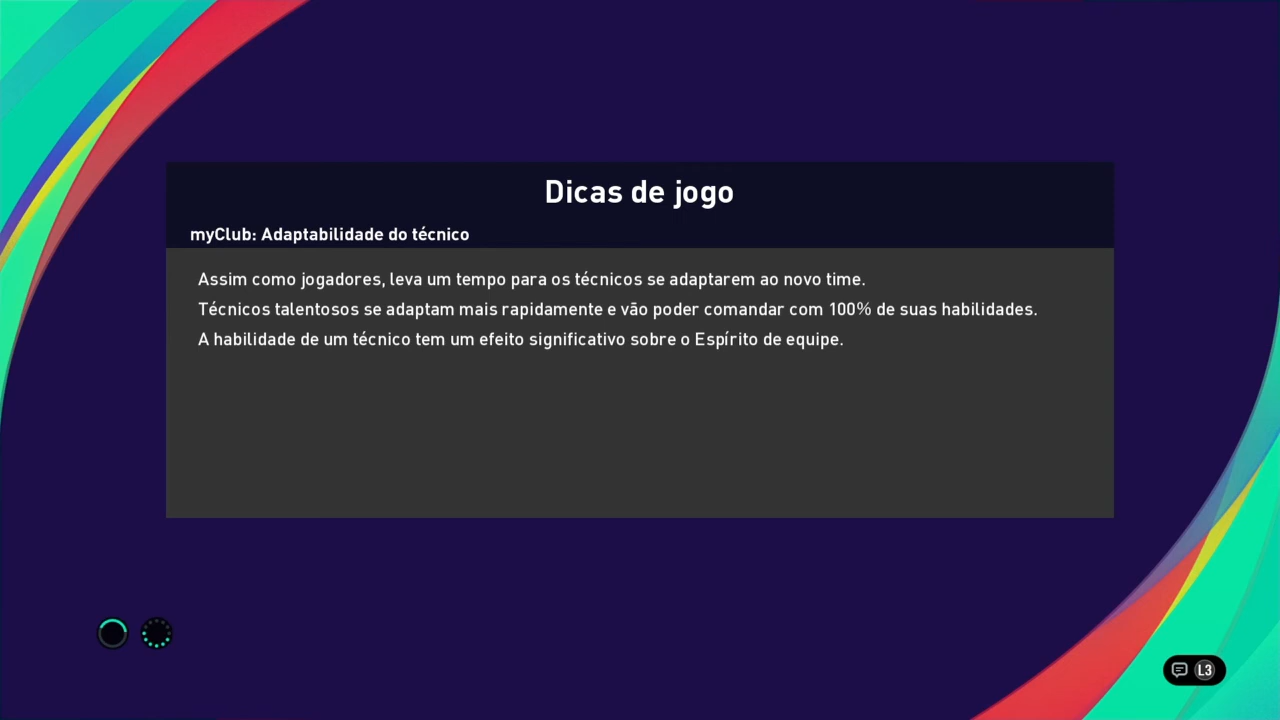 Dicas de jogo
myClub: Adaptabilidade do técnico
Assim como jogadores, leva um tempo para os técnicos se adaptarem ao novo time.
Técnicos talentosos se adaptam mais rapidamente e vão poder comandar com 100% de suas habilidades.
A habilidade de um técnico tem um efeito significativo sobre o Espírito de equipe.
L3